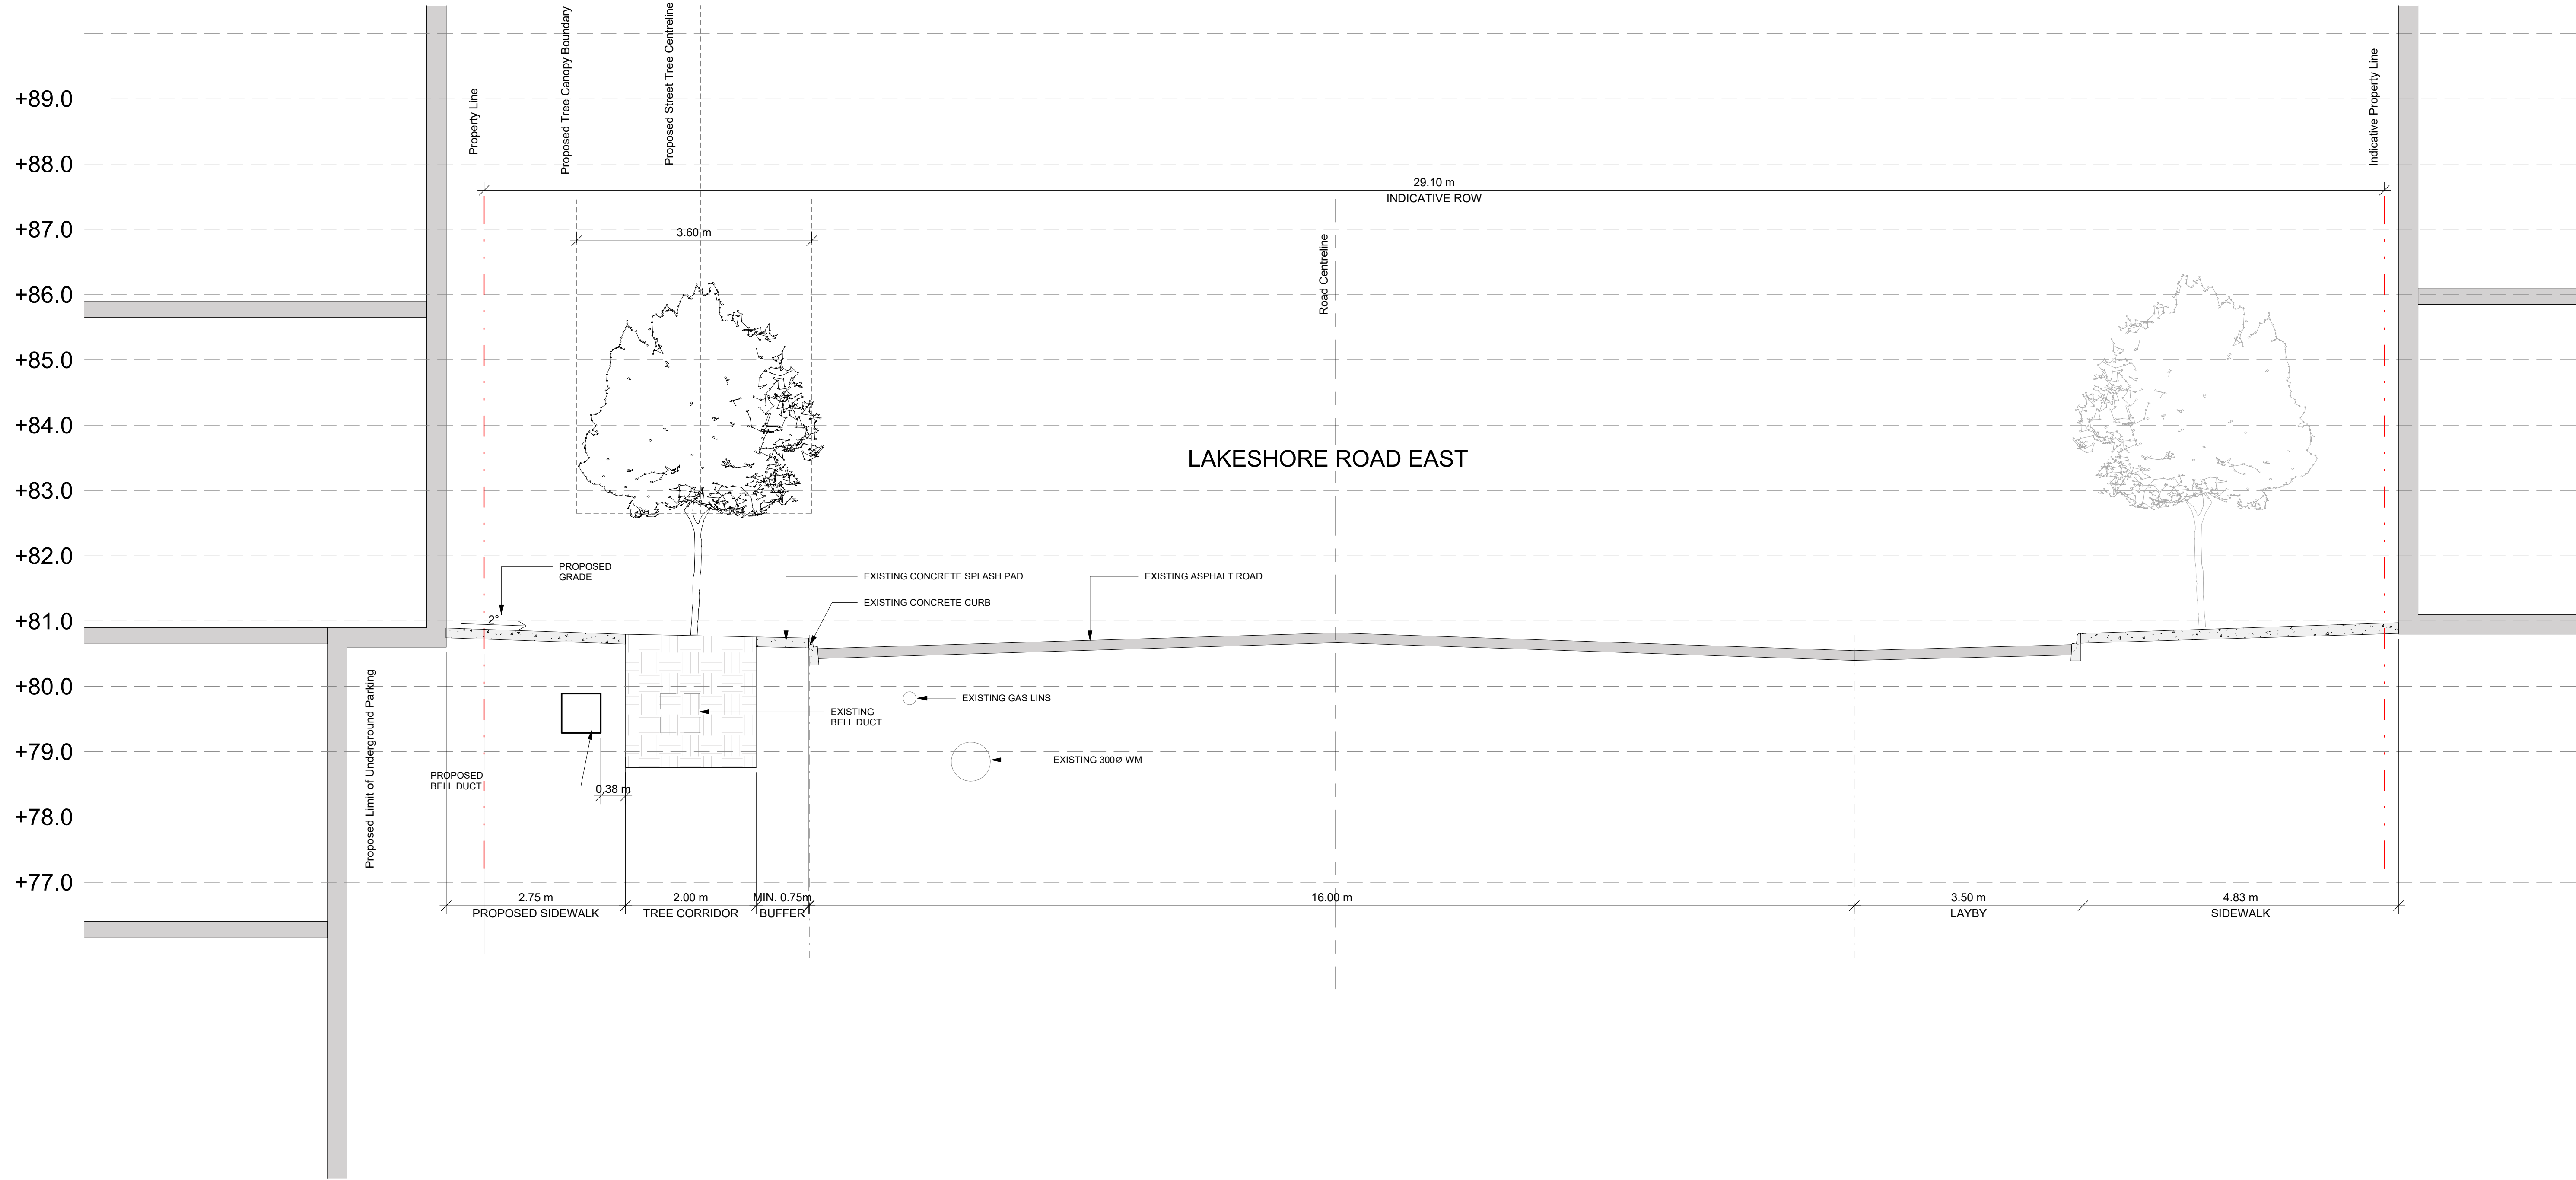 Property Line
Proposed Tree Canopy Boundary
Proposed Street Tree Centreline
Indicative Property Line
+89.0
+88.0
29.10 m
INDICATIVE ROW
+87.0
3.60 m
Road Centreline
+86.0
+85.0
+84.0
LAKESHORE ROAD EAST
+83.0
+82.0
PROPOSED
GRADE
EXISTING CONCRETE SPLASH PAD
EXISTING ASPHALT ROAD
EXISTING CONCRETE CURB
+81.0
2°
+80.0
Proposed Limit of Underground Parking
EXISTING GAS LINS
EXISTING
BELL DUCT
+79.0
EXISTING 300⌀ WM
PROPOSED
BELL DUCT
0.38 m
+78.0
+77.0
2.75 m
PROPOSED SIDEWALK
2.00 m
TREE CORRIDOR
MIN. 0.75m
BUFFER
16.00 m
3.50 m
LAYBY
4.83 m
SIDEWALK